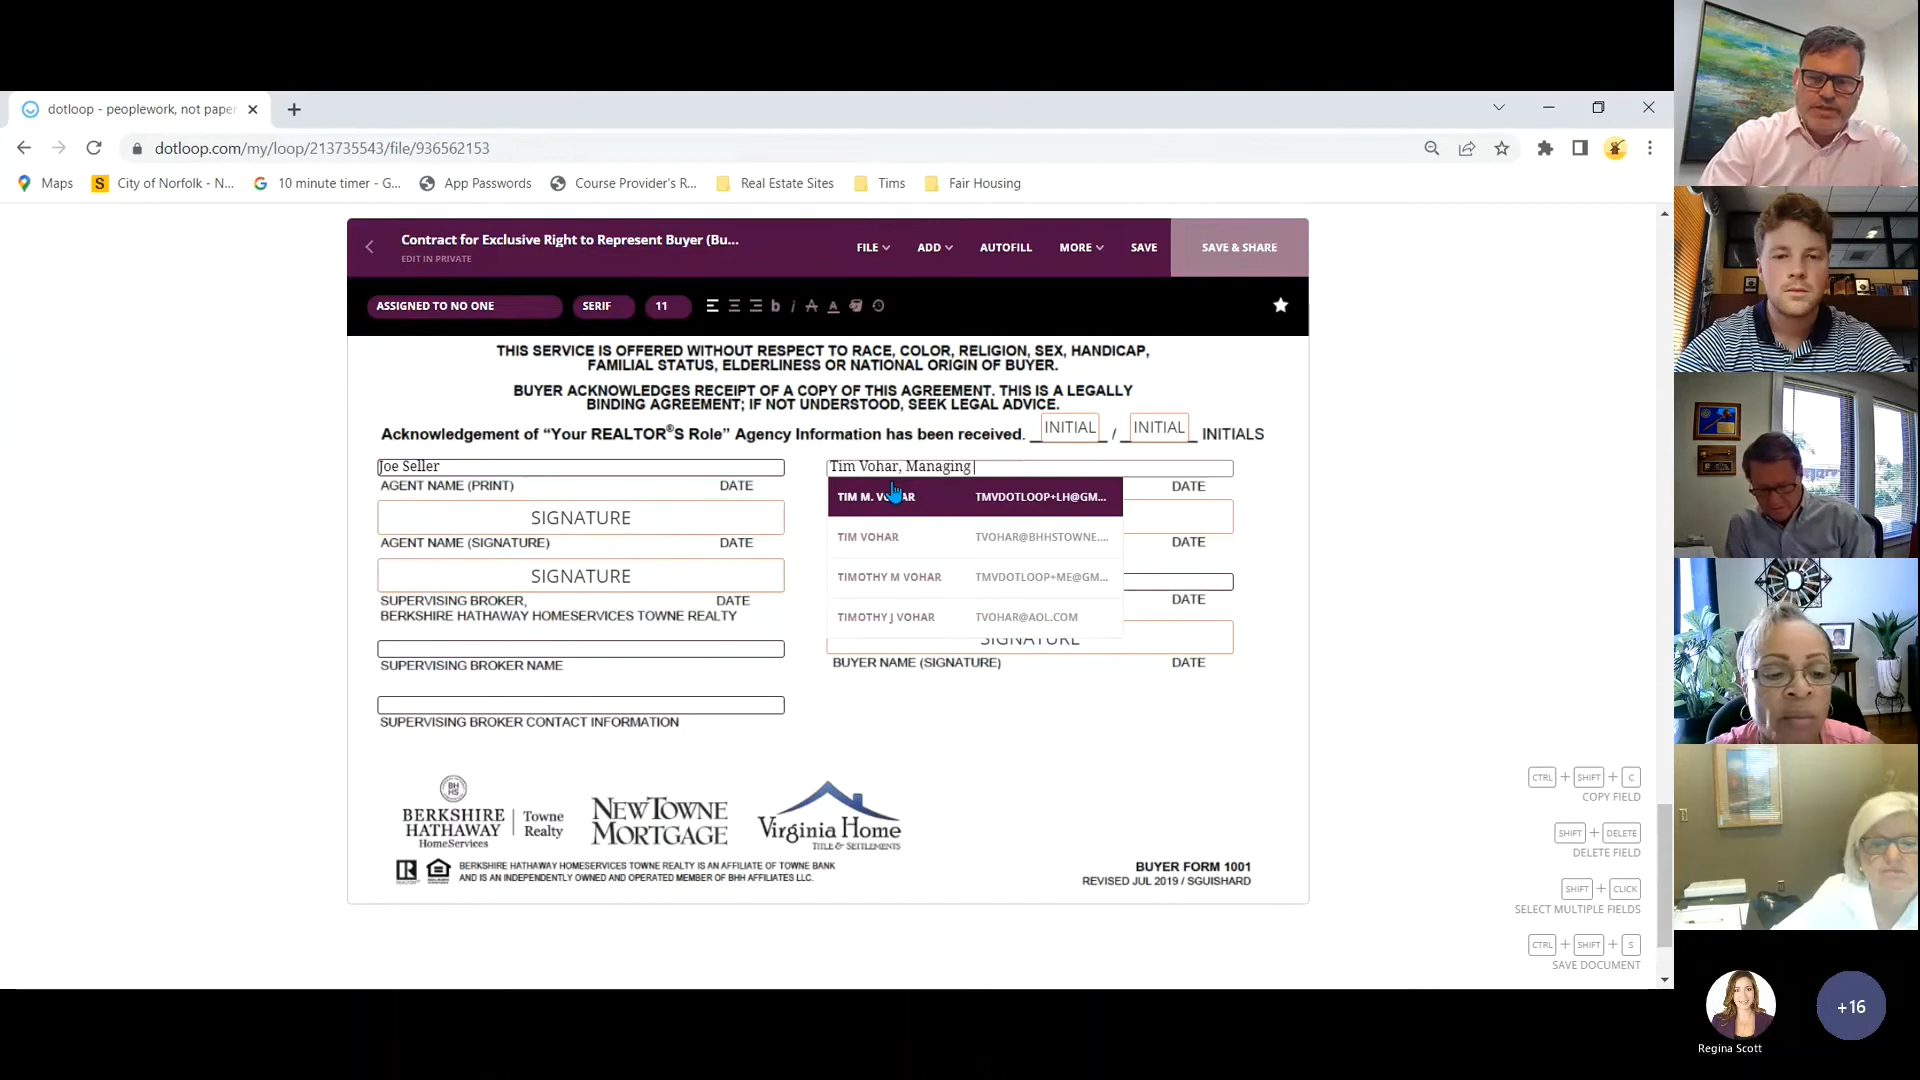 dotloop - peoplework, not paper
dotloop.com/my/loop/213735543/file/936562153
Maps
S City of Norfolk - N...
G 10 minute timer - G...
App Passwords
Course Provider's R...
Real Estate Sites
Tims
Fair Housing
Contract for Exclusive Right to Represent Buyer (Bu...
EDIT IN PRIVATE
FILE ADD AUTOFILL MORE SAVE SAVE & SHARE
ASSIGNED TO NO ONE SERIF 11 b i A A
THIS SERVICE IS OFFERED WITHOUT RESPECT TO RACE, COLOR, RELIGION, SEX, HANDICAP,
FAMILIAL STATUS, ELDERLINESS OR NATIONAL ORIGIN OF BUYER.
BUYER ACKNOWLEDGES RECEIPT OF A COPY OF THIS AGREEMENT. THIS IS A LEGALLY
BINDING AGREEMENT; IF NOT UNDERSTOOD, SEEK LEGAL ADVICE.
Acknowledgement of “Your REALTOR®S Role” Agency Information has been received. INITIAL / INITIAL INITIALS
Joe Seller
AGENT NAME (PRINT) DATE
SIGNATURE
AGENT NAME (SIGNATURE) DATE
SIGNATURE
SUPERVISING BROKER, DATE
BERKSHIRE HATHAWAY HOMESERVICES TOWNE REALTY
SUPERVISING BROKER NAME
SUPERVISING BROKER CONTACT INFORMATION
Tim Vohar, Managing
DATE
TIM M. VOHAR TMVDOTLOOP+LH@GM...
TIM VOHAR TVOHAR@BHHSTOWNE....
DATE
TIMOTHY M VOHAR TMVDOTLOOP+ME@GM...
DATE
TIMOTHY J VOHAR TVOHAR@AOL.COM
SIGNATURE
BUYER NAME (SIGNATURE) DATE
BH
HS
BERKSHIRE
HATHAWAY
HomeServices
Towne
Realty
NEWTOWNE
MORTGAGE
Virginia Home
TITLE & SETTLEMENTS
BERKSHIRE HATHAWAY HOMESERVICES TOWNE REALTY IS AN AFFILIATE OF TOWNE BANK
AND IS AN INDEPENDENTLY OWNED AND OPERATED MEMBER OF BHH AFFILIATES LLC.
BUYER FORM 1001
REVISED JUL 2019 / SGUISHARD
CTRL + SHIFT + C
COPY FIELD
SHIFT + DELETE
DELETE FIELD
SHIFT + CLICK
SELECT MULTIPLE FIELDS
CTRL + SHIFT + S
SAVE DOCUMENT
Regina Scott
+16